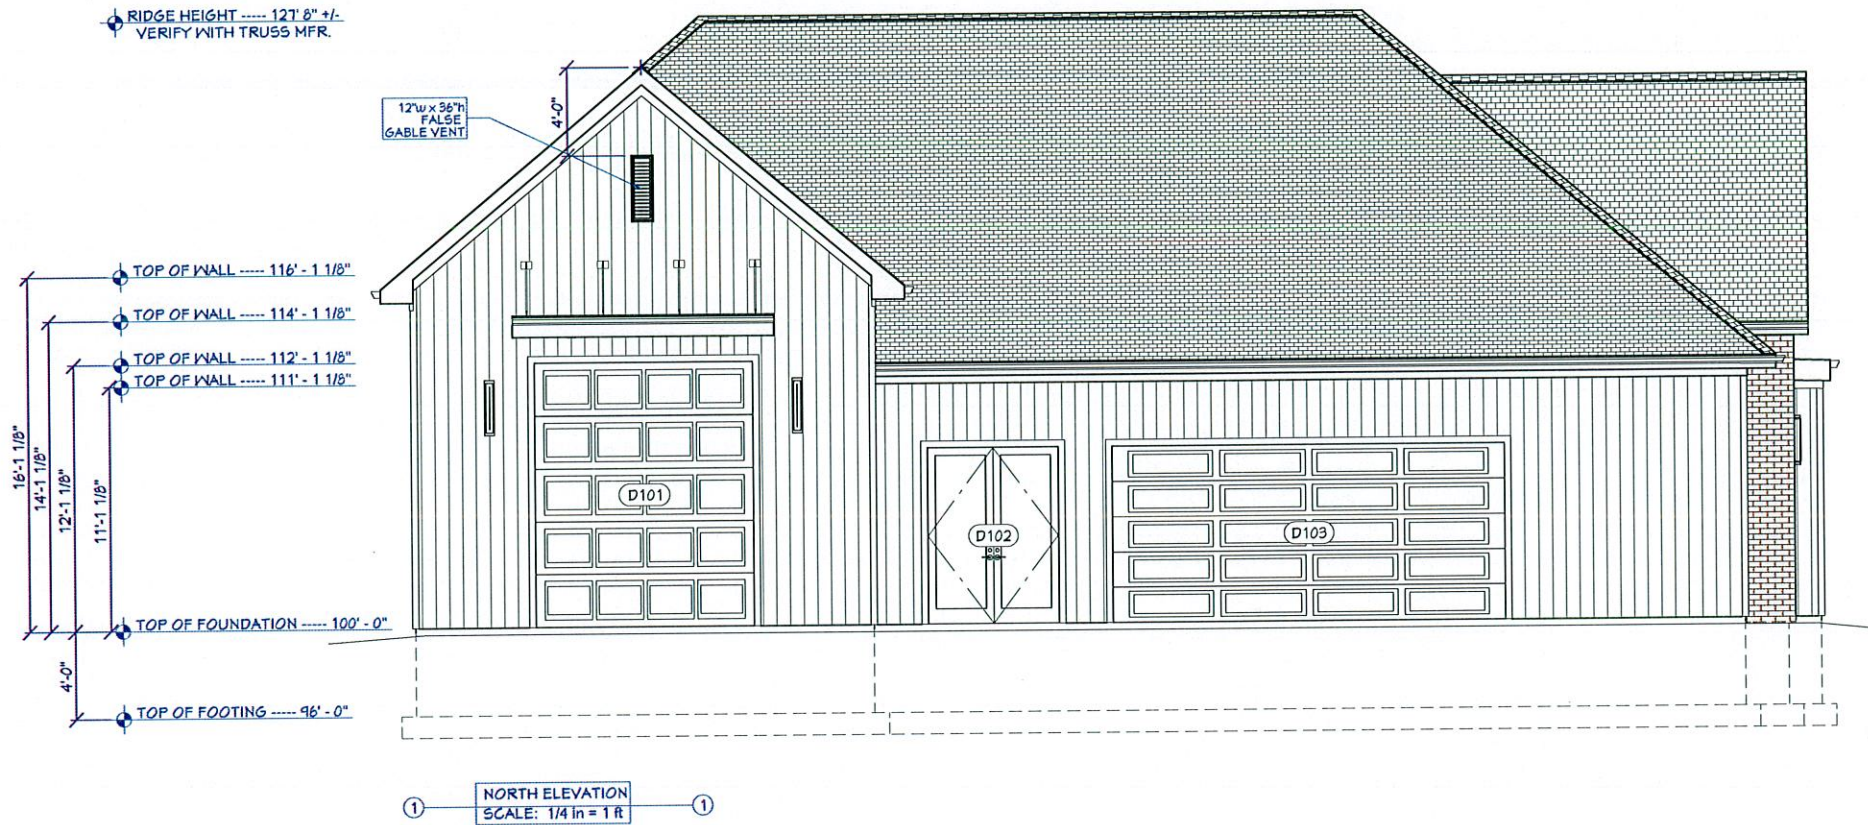 RIDGE HEIGHT ----- 127' 8" +/-
VERIFY WITH TRUSS MFR.
12"w x 36"h
FALSE
GABLE VENT
4'-0"
TOP OF WALL ----- 116' - 1 1/8"
TOP OF WALL ----- 114' - 1 1/8"
TOP OF WALL ----- 112' - 1 1/8"
TOP OF WALL ----- 111' - 1 1/8"
16'-1 1/8"
14'-1 1/8"
12'-1 1/8"
11'-1 1/8"
D101
D102
D103
TOP OF FOUNDATION ----- 100' - 0"
4'-0"
TOP OF FOOTING ----- 96' - 0"
1
NORTH ELEVATION
SCALE: 1/4 in = 1 ft
1